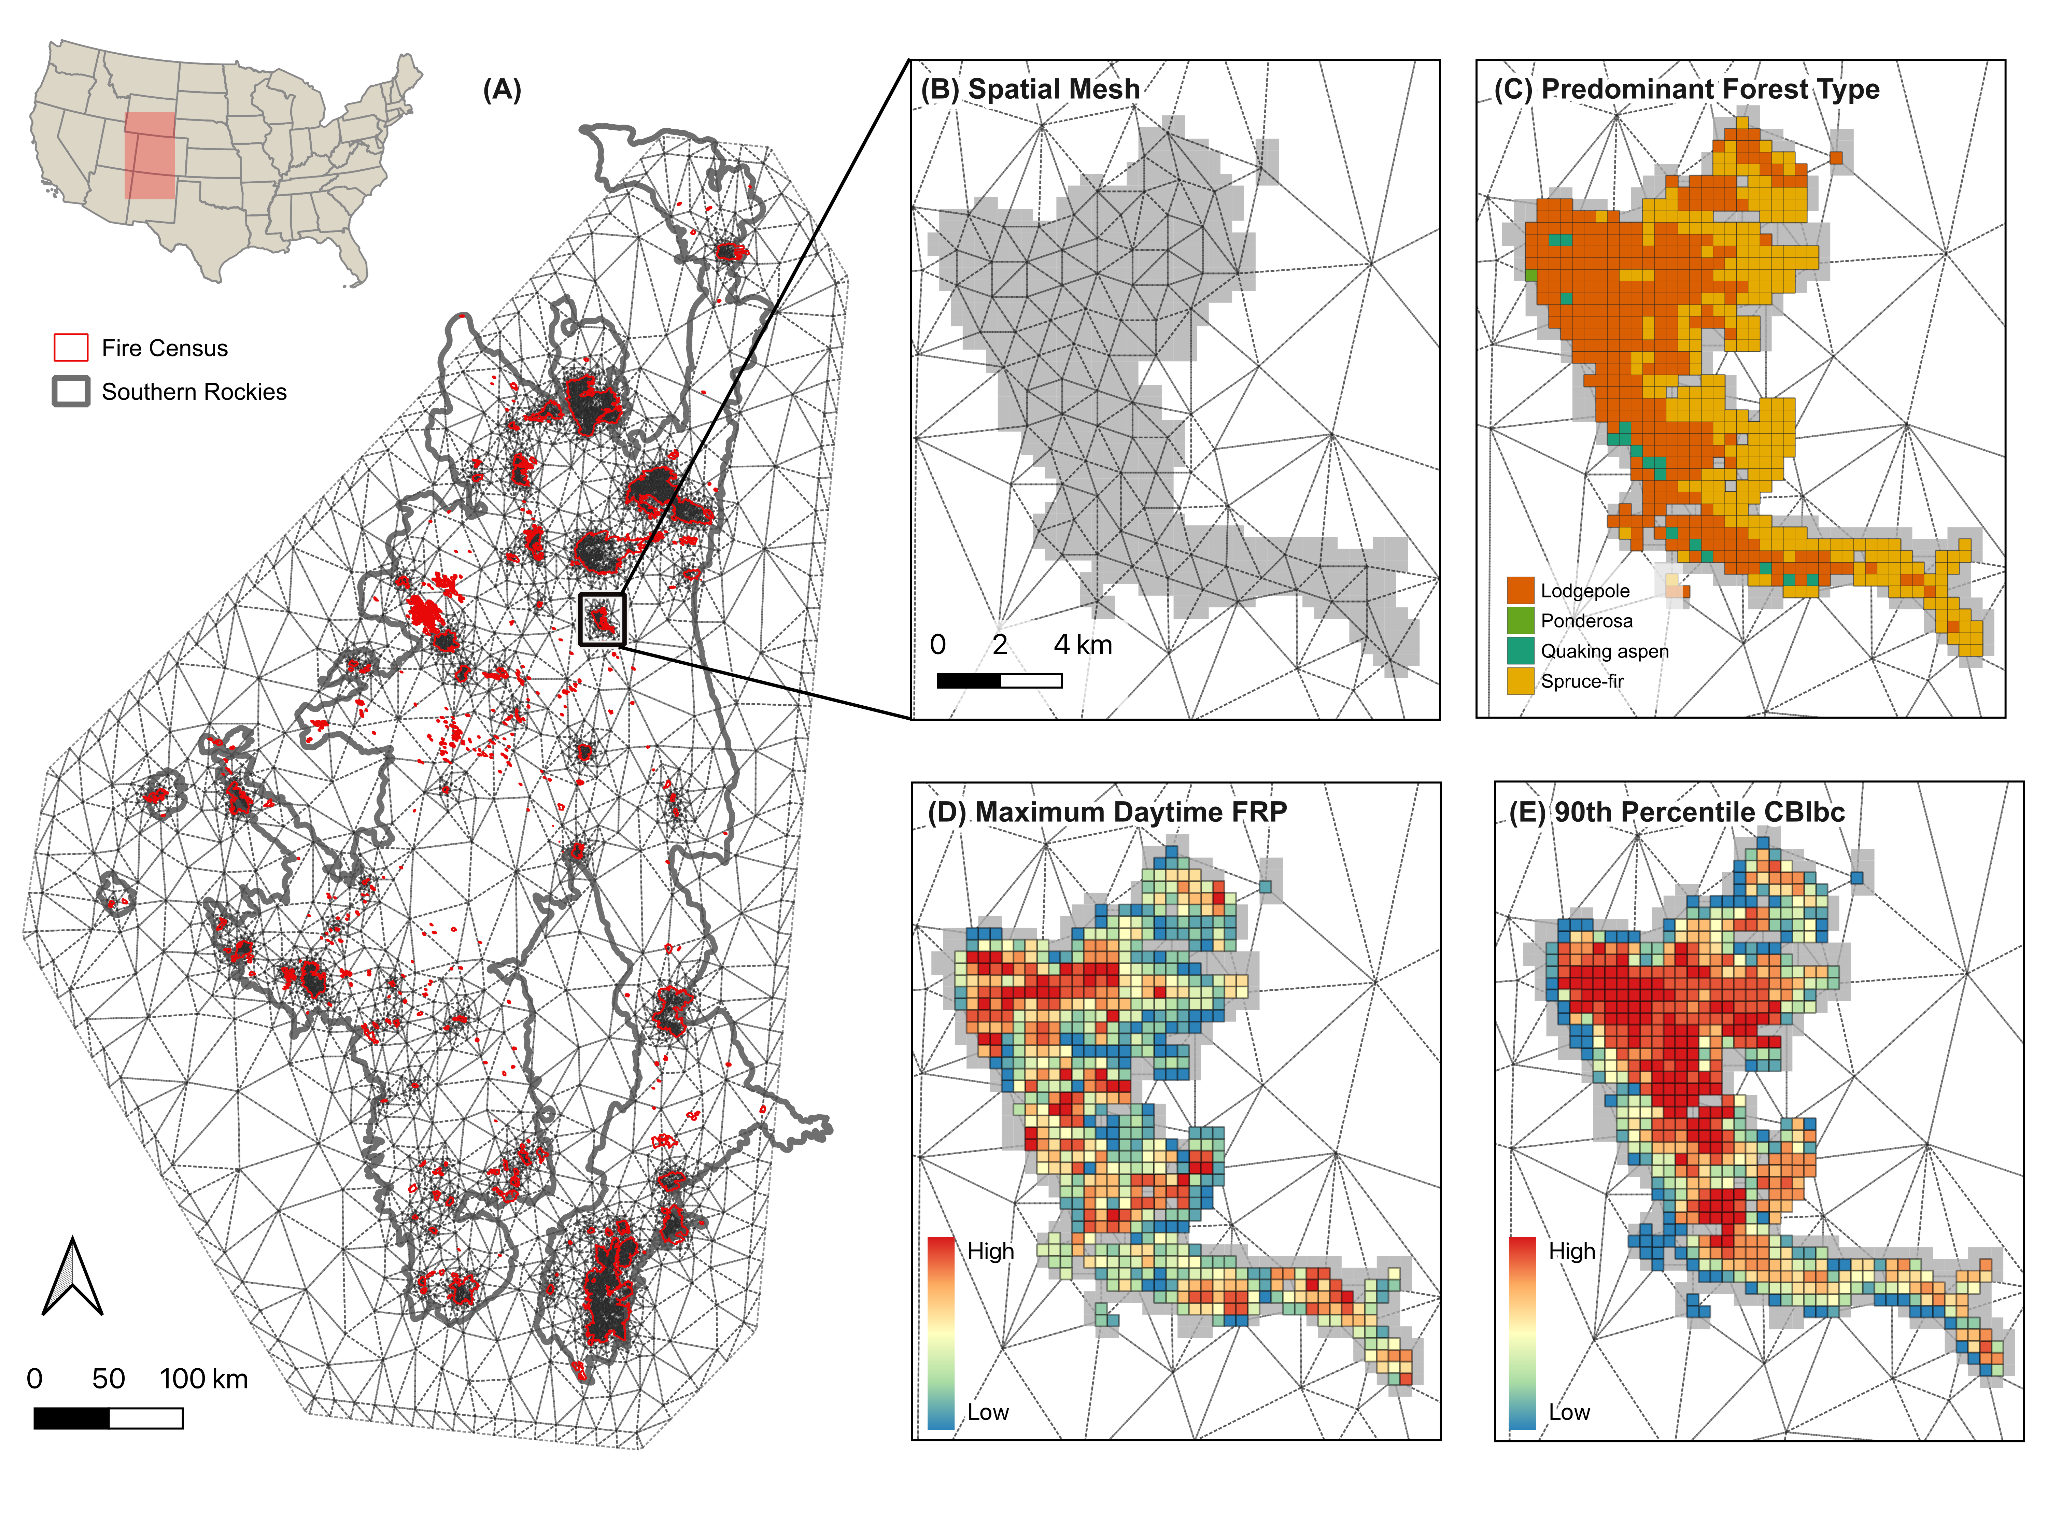 (A)
Fire Census
Southern Rockies
0 50 100 km
(B) Spatial Mesh
0 2 4 km
(C) Predominant Forest Type
Lodgepole
Ponderosa
Quaking aspen
Spruce-fir
(D) Maximum Daytime FRP
High
Low
(E) 90th Percentile CBIbc
High
Low